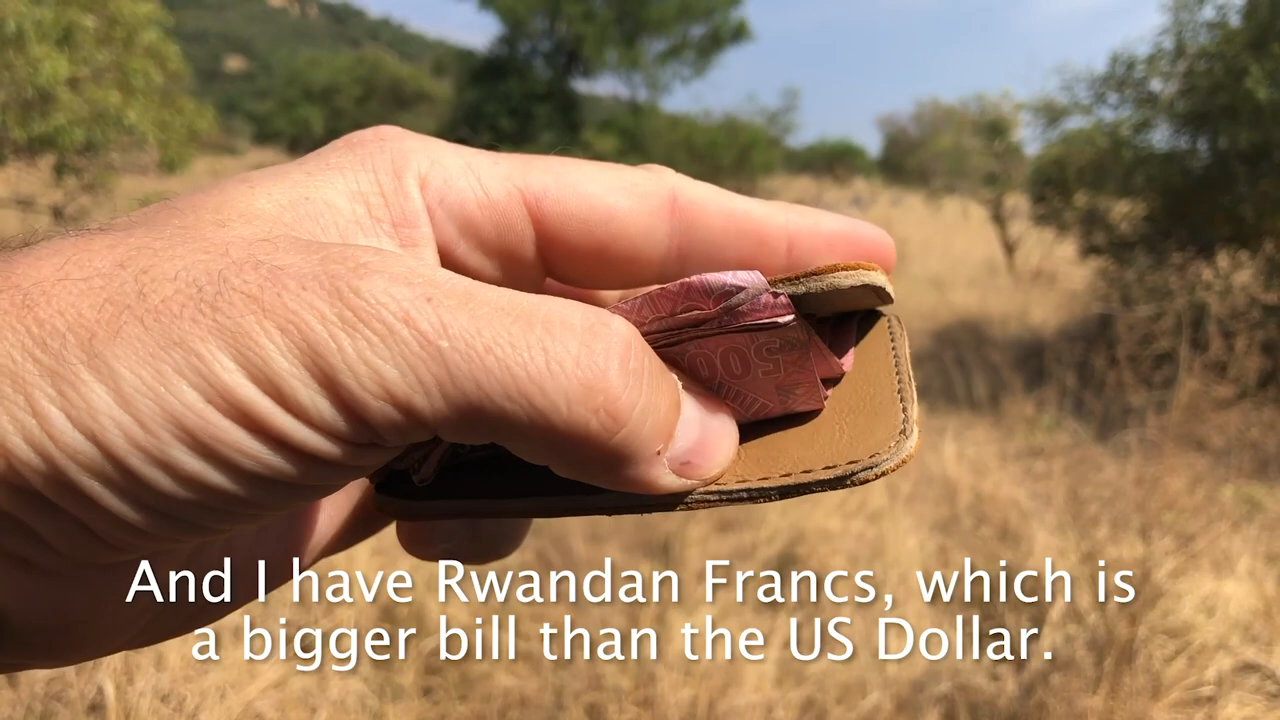 500
And I have Rwandan Francs, which is
a bigger bill than the US Dollar.